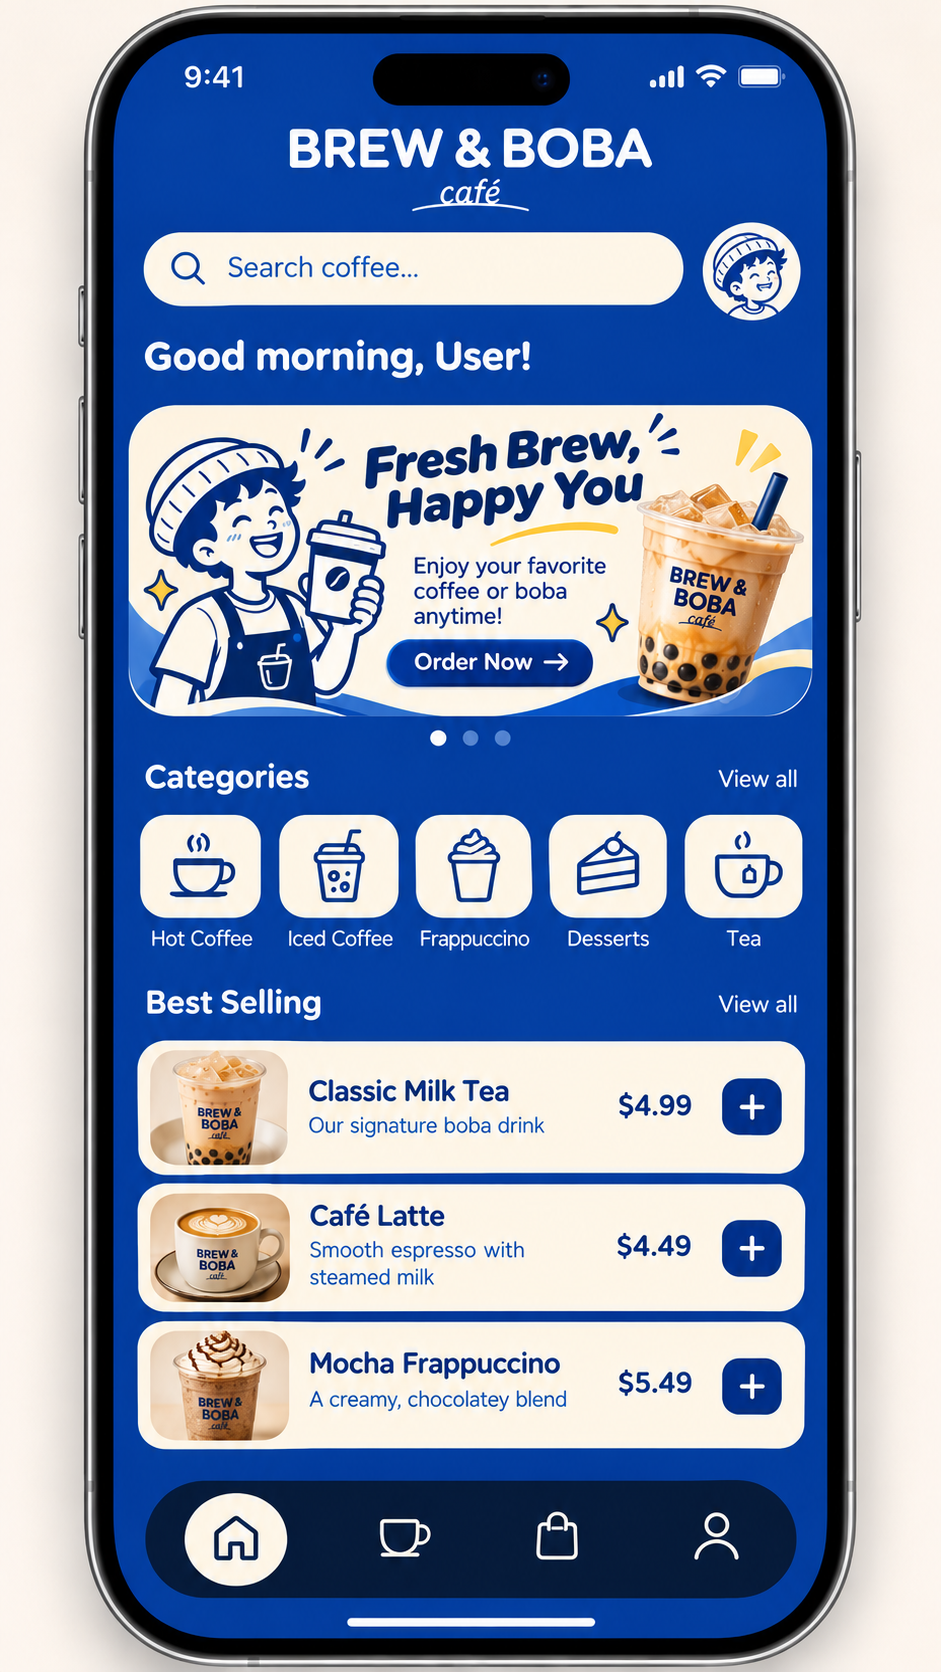 9:41
BREW & BOBA
café
Search coffee...
Good morning, User!
Fresh Brew,
Happy You
Enjoy your favorite
coffee or boba
anytime!
Order Now →
BREW &
BOBA
café
Categories
View all
Hot Coffee
Iced Coffee
Frappuccino
Desserts
Tea
Best Selling
View all
BREW &
BOBA
café
Classic Milk Tea
Our signature boba drink
$4.99
BREW &
BOBA
café
Café Latte
Smooth espresso with
steamed milk
$4.49
BREW &
BOBA
café
Mocha Frappuccino
A creamy, chocolatey blend
$5.49